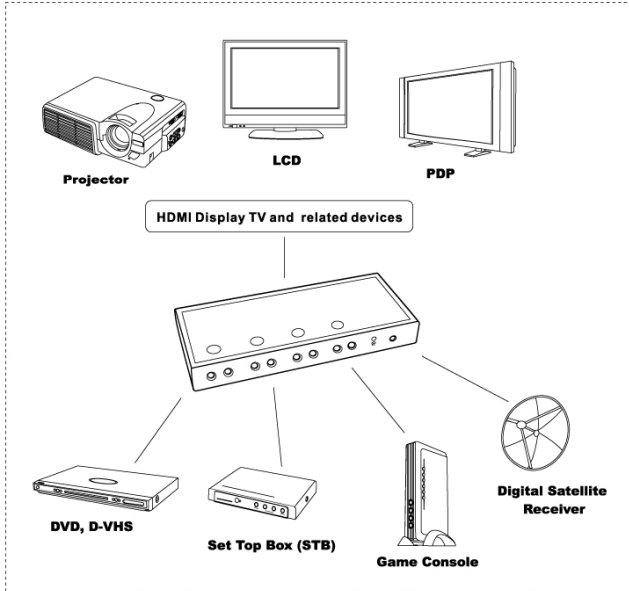 Projector
LCD
PDP
HDMI Display TV and related devices
DVD, D-VHS
Set Top Box (STB)
Game Console
Digital Satellite
Receiver